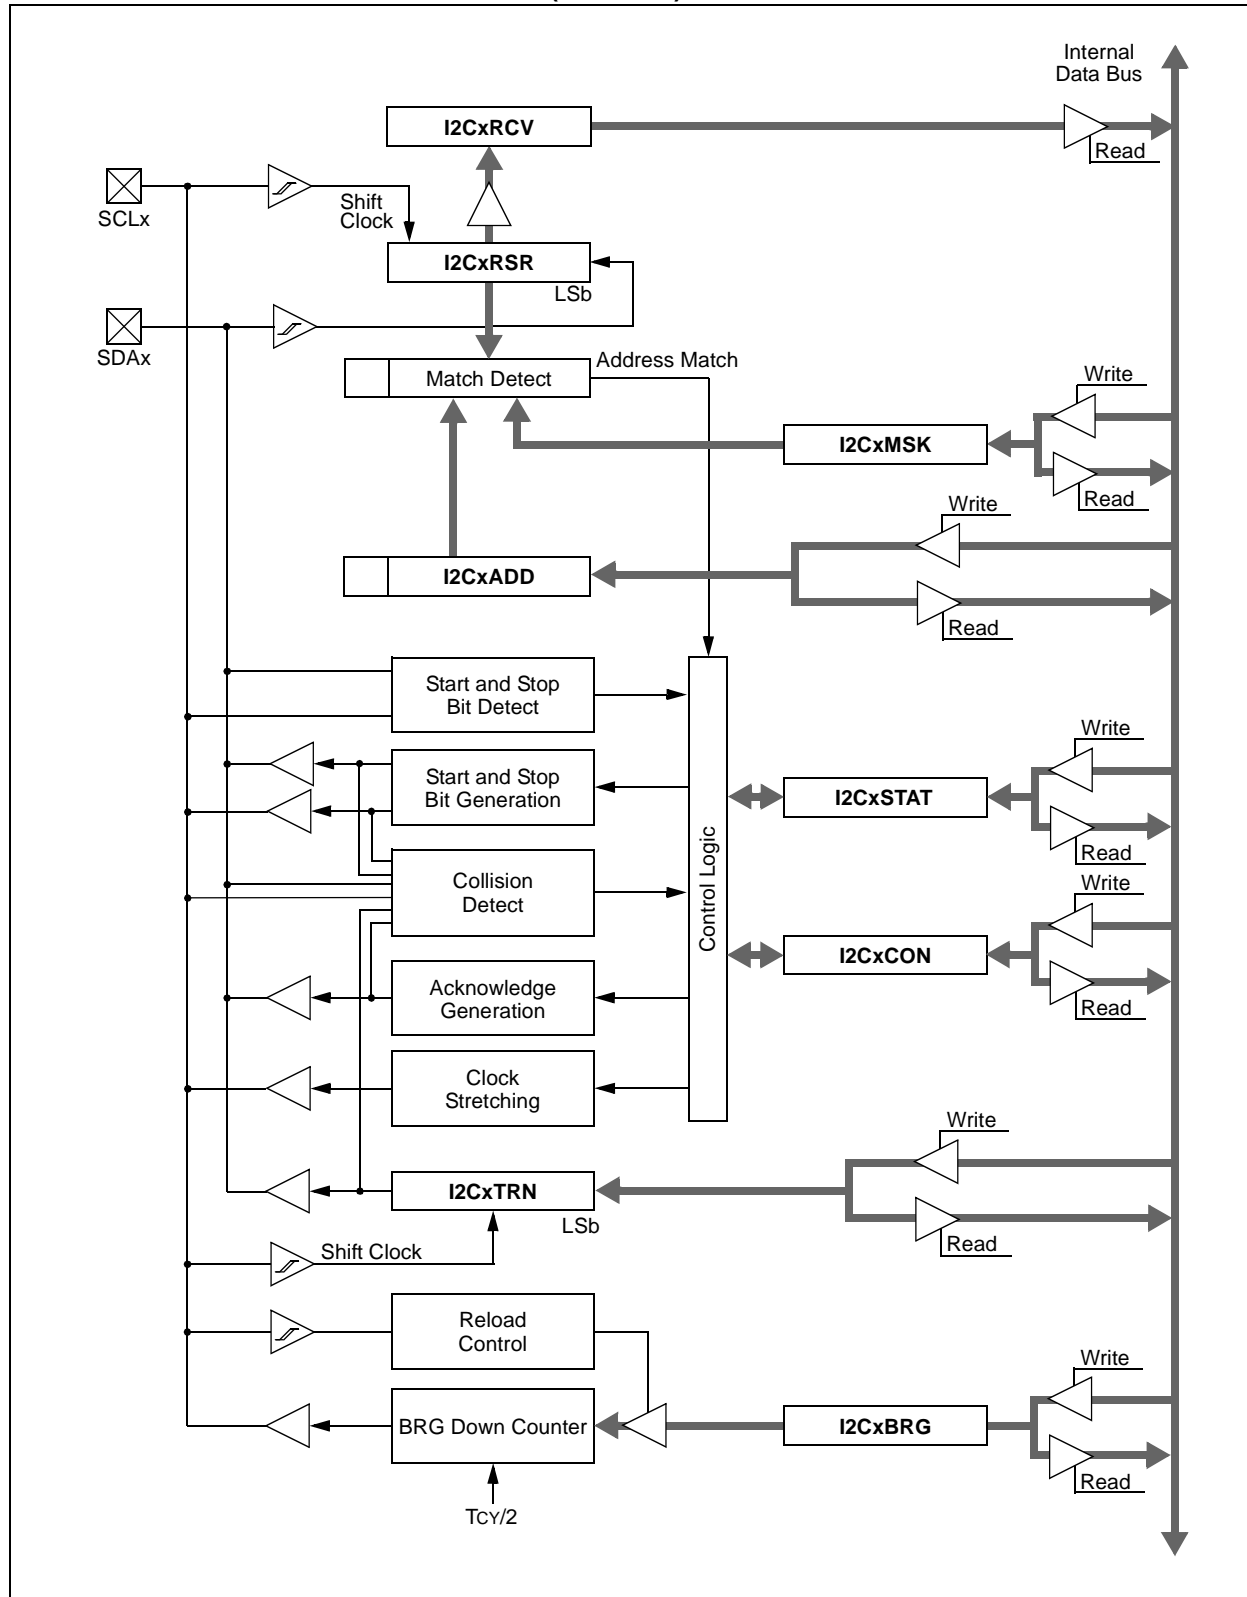 Internal
Data Bus
I2CxRCV
Read
SCLx
Shift
Clock
I2CxRSR
LSb
SDAx
Address Match
Match Detect
Write
I2CxMSK
Read
Write
I2CxADD
Read
Start and Stop
Bit Detect
Write
Start and Stop
Bit Generation
I2CxSTAT
Read
Control Logic
Collision
Detect
Write
I2CxCON
Read
Acknowledge
Generation
Clock
Stretching
Write
I2CxTRN
LSb
Read
Shift Clock
Reload
Control
Write
BRG Down Counter
I2CxBRG
Read
TCY/2